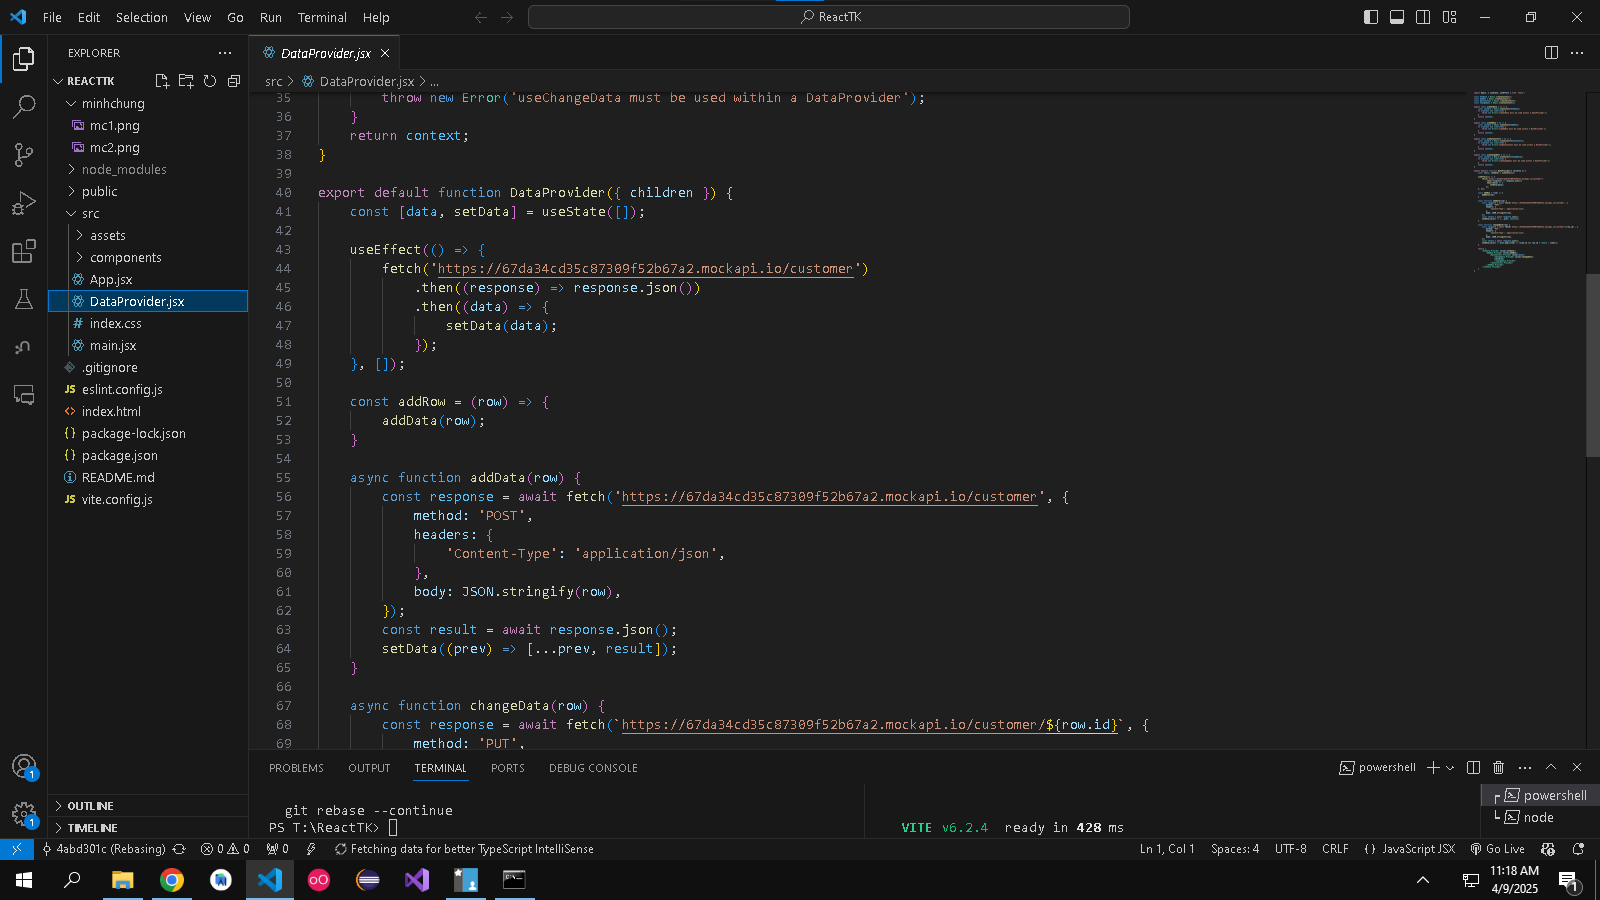 File Edit Selection View Go Run Terminal Help
ReactTK
EXPLORER
REACTTK
minhchung
mc1.png
mc2.png
node_modules
public
src
assets
components
App.jsx
DataProvider.jsx
index.css
main.jsx
.gitignore
eslint.config.js
index.html
package-lock.json
package.json
README.md
vite.config.js
OUTLINE
TIMELINE
DataProvider.jsx
src > DataProvider.jsx > ...
35 throw new Error('useChangeData must be used within a DataProvider');
36 }
37 return context;
38 }
39
40 export default function DataProvider({ children }) {
41 const [data, setData] = useState([]);
42
43 useEffect(() => {
44 fetch('https://67da34cd35c87309f52b67a2.mockapi.io/customer')
45 .then((response) => response.json())
46 .then((data) => {
47 setData(data);
48 });
49 }, []);
50
51 const addRow = (row) => {
52 addData(row);
53 }
54
55 async function addData(row) {
56 const response = await fetch('https://67da34cd35c87309f52b67a2.mockapi.io/customer', {
57 method: 'POST',
58 headers: {
59 'Content-Type': 'application/json',
60 },
61 body: JSON.stringify(row),
62 });
63 const result = await response.json();
64 setData((prev) => [...prev, result]);
65 }
66
67 async function changeData(row) {
68 const response = await fetch(`https://67da34cd35c87309f52b67a2.mockapi.io/customer/${row.id}`, {
69 method: 'PUT',
PROBLEMS OUTPUT TERMINAL PORTS DEBUG CONSOLE
powershell
git rebase --continue
PS T:\ReactTK>
VITE v6.2.4 ready in 428 ms
powershell
node
4abd301c (Rebasing) 0 0 0 Fetching data for better TypeScript IntelliSense
Ln 1, Col 1 Spaces: 4 UTF-8 CRLF {} JavaScript JSX Go Live
11:18 AM
4/9/2025